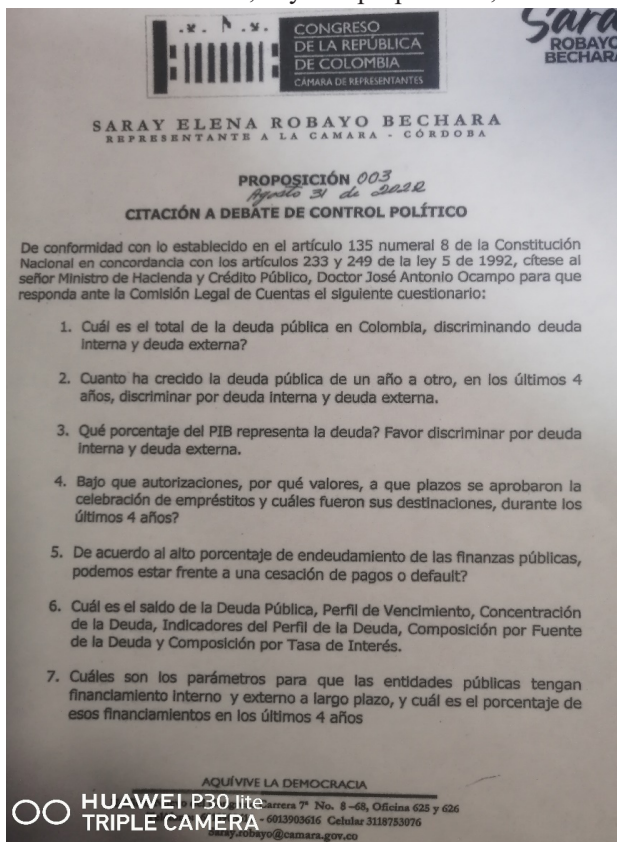 CONGRESO
DE LA REPÚBLICA
DE COLOMBIA
CÁMARA DE REPRESENTANTES
Sara
ROBAYO
BECHARA
SARAY ELENA ROBAYO BECHARA
REPRESENTANTE A LA CAMARA - CÓRDOBA
PROPOSICIÓN 003
Agosto 31 de 2022
CITACIÓN A DEBATE DE CONTROL POLÍTICO
De conformidad con lo establecido en el artículo 135 numeral 8 de la Constitución
Nacional en concordancia con los artículos 233 y 249 de la ley 5 de 1992, cítese al
señor Ministro de Hacienda y Crédito Público, Doctor José Antonio Ocampo para que
responda ante la Comisión Legal de Cuentas el siguiente cuestionario:
1. Cuál es el total de la deuda pública en Colombia, discriminando deuda
interna y deuda externa?
2. Cuanto ha crecido la deuda pública de un año a otro, en los últimos 4
años, discriminar por deuda interna y deuda externa.
3. Qué porcentaje del PIB representa la deuda? Favor discriminar por deuda
interna y deuda externa.
4. Bajo que autorizaciones, por qué valores, a que plazos se aprobaron la
celebración de empréstitos y cuáles fueron sus destinaciones, durante los
últimos 4 años?
5. De acuerdo al alto porcentaje de endeudamiento de las finanzas públicas,
podemos estar frente a una cesación de pagos o default?
6. Cuál es el saldo de la Deuda Pública, Perfil de Vencimiento, Concentración
de la Deuda, Indicadores del Perfil de la Deuda, Composición por Fuente
de la Deuda y Composición por Tasa de Interés.
7. Cuáles son los parámetros para que las entidades públicas tengan
financiamiento interno y externo a largo plazo, y cuál es el porcentaje de
esos financiamientos en los últimos 4 años
AQUÍ VIVE LA DEMOCRACIA
Carrera 7ª No. 8-68, Oficina 625 y 626
- 6013903616 Celular 3118753076
saray.robayo@camara.gov.co
HUAWEI P30 lite
TRIPLE CAMERA